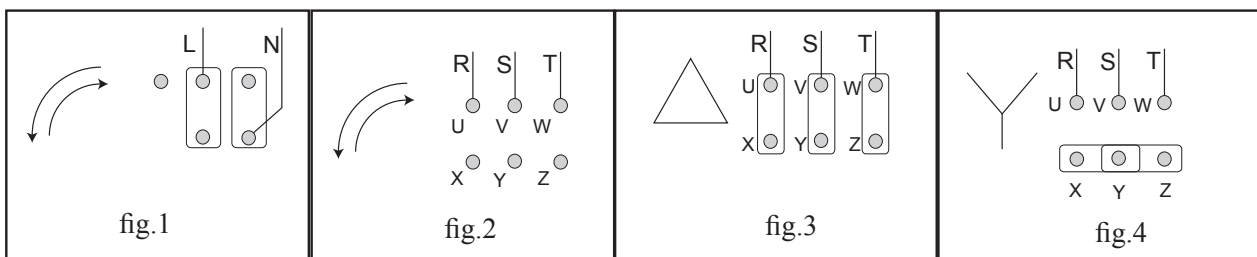 L N
fig.1
R S T
U V W
X Y Z
fig.2
R S T
U V W
X Y Z
fig.3
R S T
U V W
X Y Z
fig.4